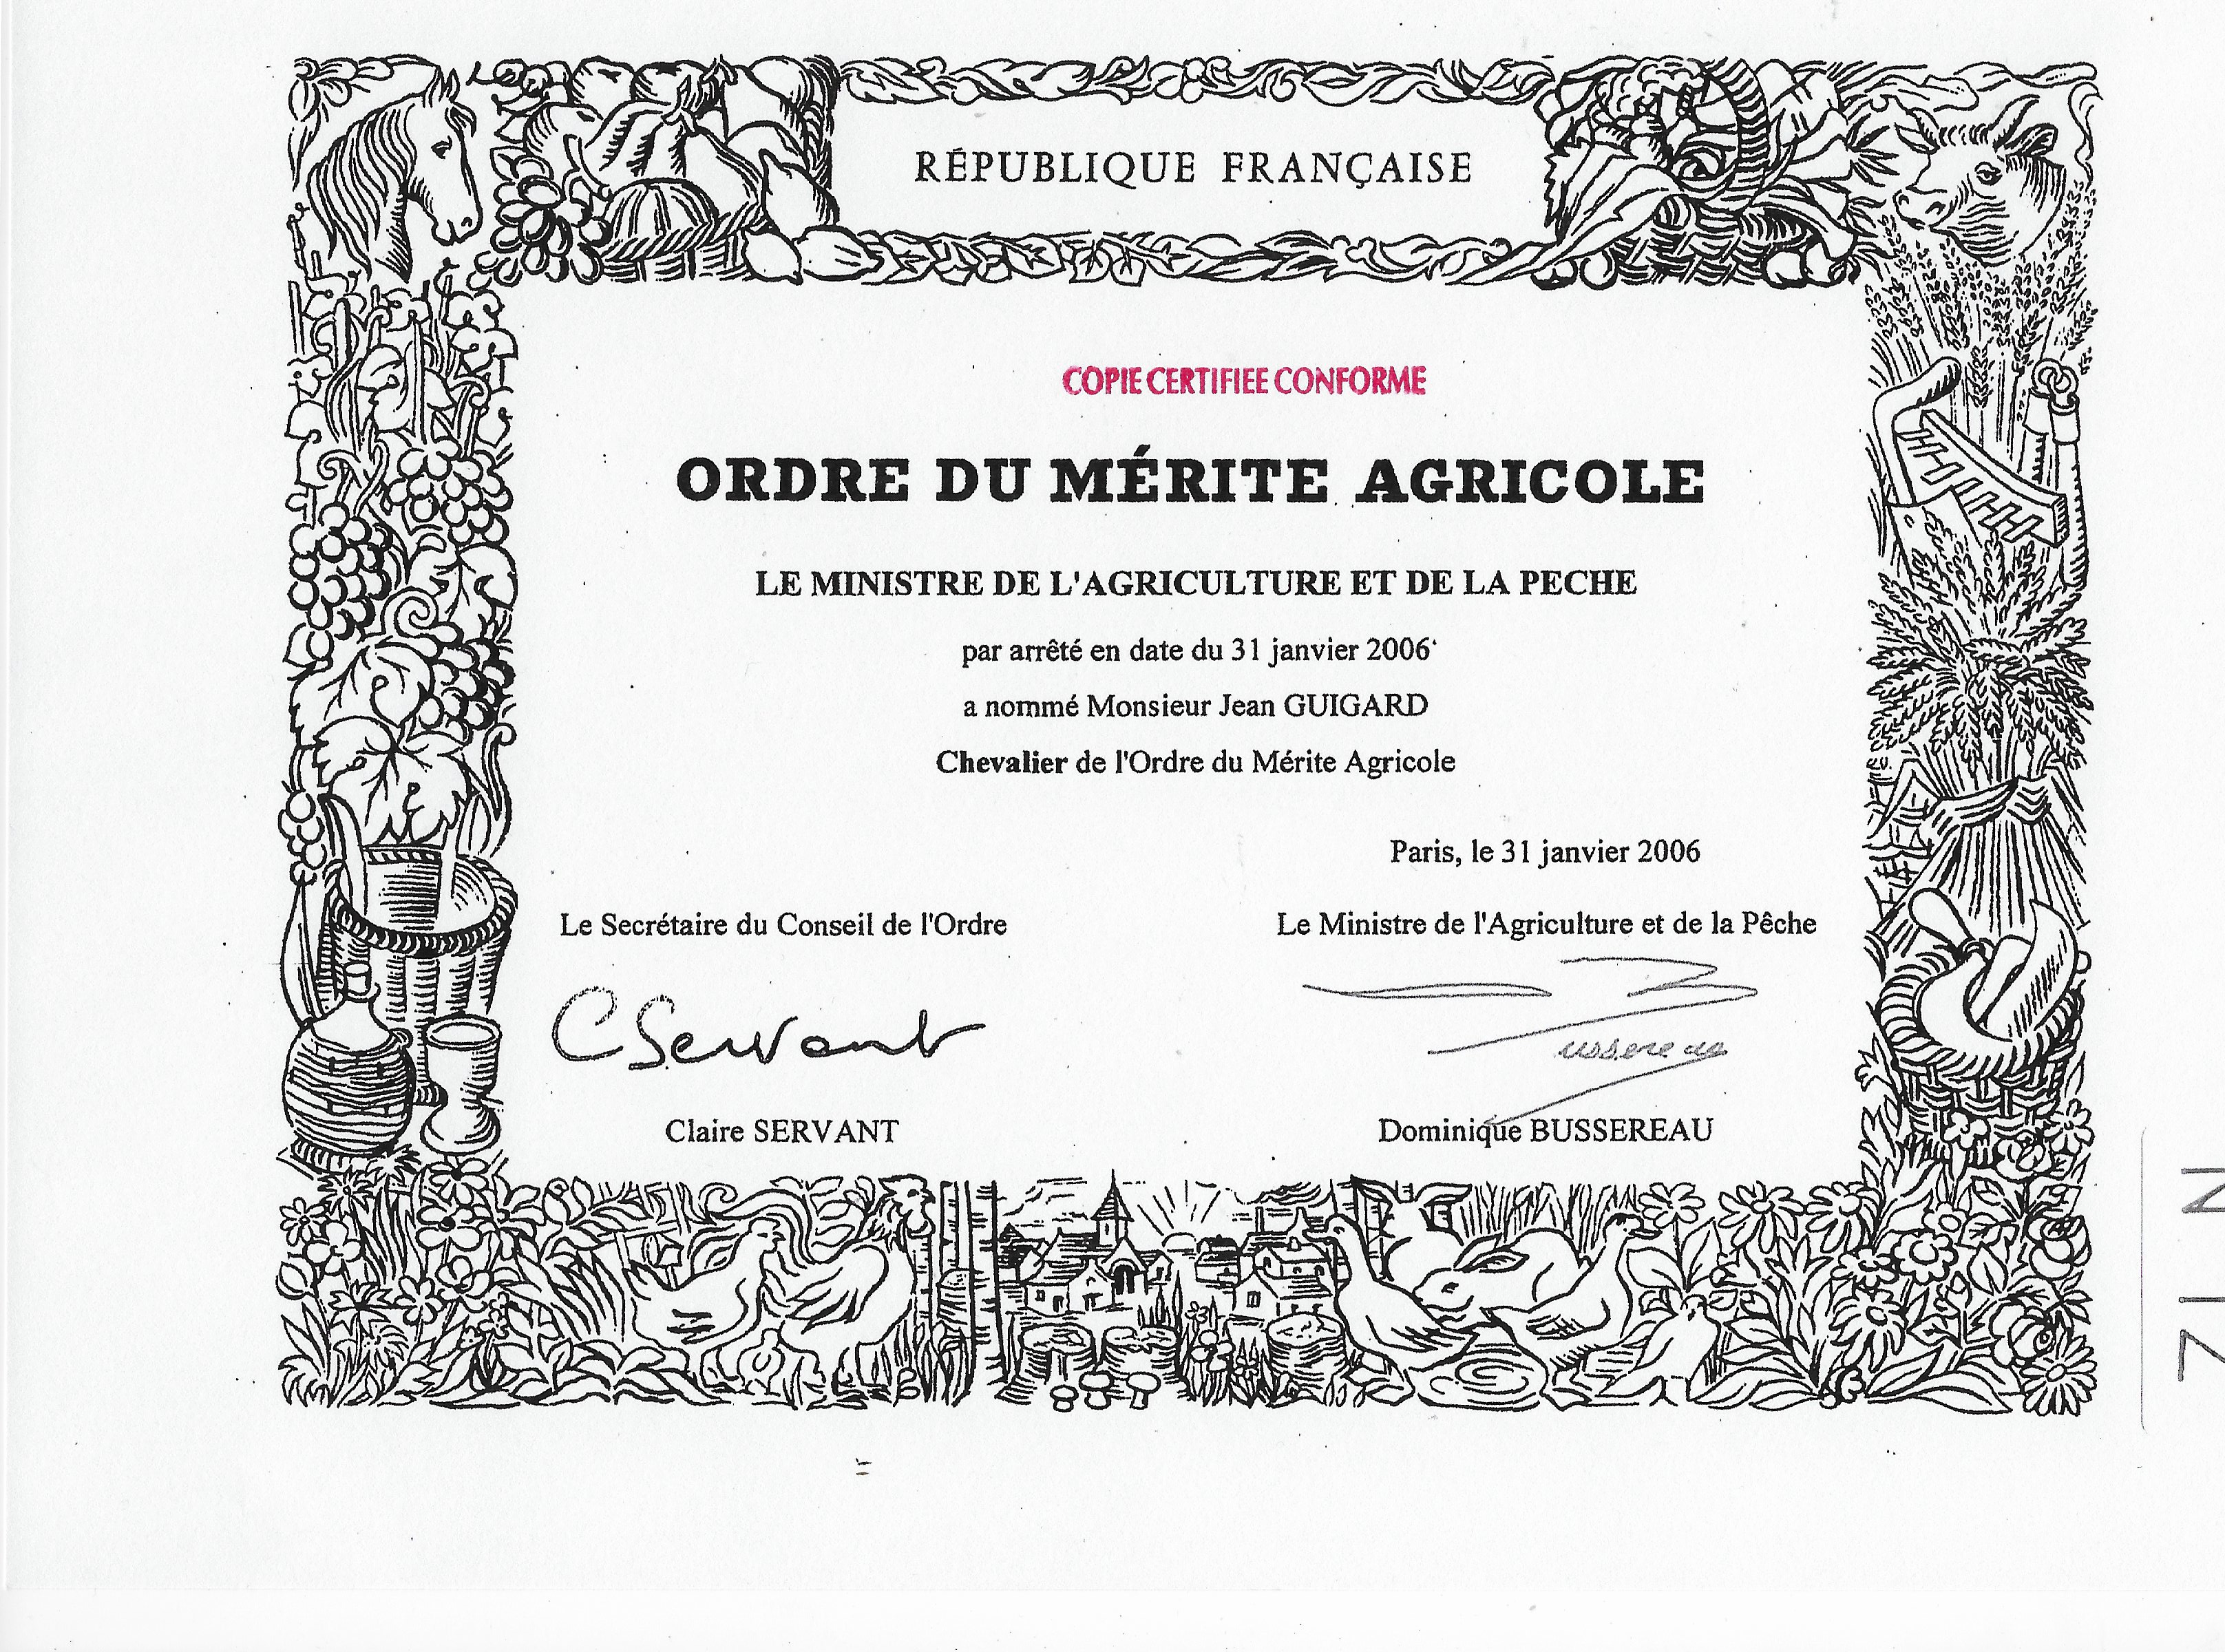 RÉPUBLIQUE FRANÇAISE
COPIE CERTIFIEE CONFORME
ORDRE DU MÉRITE AGRICOLE
LE MINISTRE DE L'AGRICULTURE ET DE LA PECHE
par arrêté en date du 31 janvier 2006
a nommé Monsieur Jean GUIGARD
Chevalier de l'Ordre du Mérite Agricole
Paris, le 31 janvier 2006
Le Secrétaire du Conseil de l'Ordre
Le Ministre de l'Agriculture et de la Pêche
C Servant
Bussereau
Claire SERVANT
Dominique BUSSEREAU